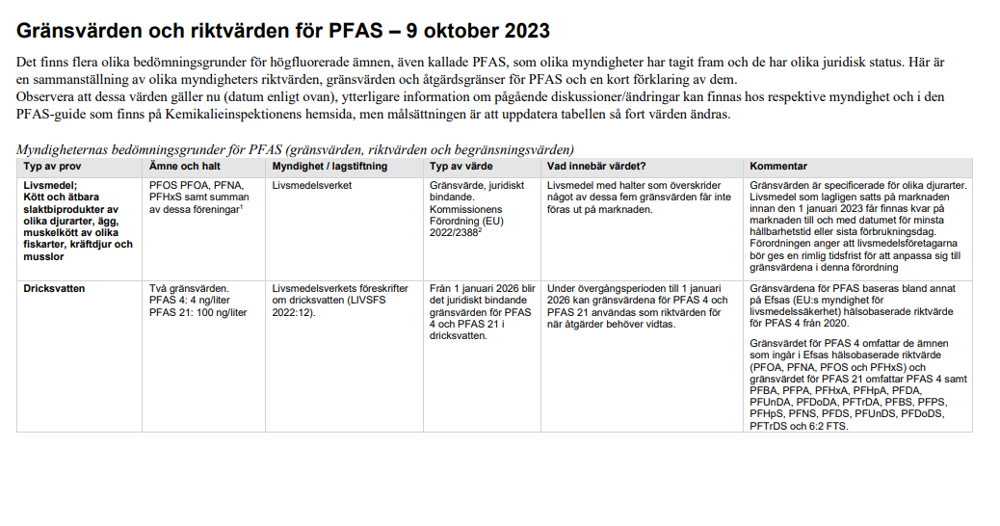 Gränsvärden och riktvärden för PFAS – 9 oktober 2023
Det finns flera olika bedömningsgrunder för högfluorerade ämnen, även kallade PFAS, som olika myndigheter har tagit fram och de har olika juridisk status. Här är
en sammanställning av olika myndigheters riktvärden, gränsvärden och åtgärdsgränser för PFAS och en kort förklaring av dem.
Observera att dessa värden gäller nu (datum enligt ovan), ytterligare information om pågående diskussioner/ändringar kan finnas hos respektive myndighet och i den
PFAS-guide som finns på Kemikalieinspektionens hemsida, men målsättningen är att uppdatera tabellen så fort värden ändras.
Myndigheternas bedömningsgrunder för PFAS (gränsvärden, riktvärden och begränsningsvärden)
Typ av prov
Ämne och halt
Myndighet / lagstiftning
Typ av värde
Vad innebär värdet?
Kommentar
Livsmedel;
Kött och ätbara
slaktbiprodukter av
olika djurarter, ägg,
muskelkött av olika
fiskarter, kräftdjur och
musslor
PFOS PFOA, PFNA,
PFHxS samt summan
av dessa föreningar¹
Livsmedelsverket
Gränsvärde, juridiskt
bindande.
Kommissionens
Förordning (EU)
2022/2388²
Livsmedel med halter som överskrider
något av dessa fem gränsvärden får inte
föras ut på marknaden.
Gränsvärden är specificerade för olika djurarter.
Livsmedel som lagligen satts på marknaden
innan den 1 januari 2023 får finnas kvar på
marknaden till och med datumet för minsta
hållbarhetstid eller sista förbrukningsdag.
Förordningen anger att livsmedelsföretagarna
bör ges en rimlig tidsfrist för att anpassa sig till
gränsvärdena i denna förordning
Dricksvatten
Två gränsvärden.
PFAS 4: 4 ng/liter
PFAS 21: 100 ng/liter
Livsmedelsverkets föreskrifter
om dricksvatten (LIVSFS
2022:12).
Från 1 januari 2026 blir
det juridiskt bindande
gränsvärden för PFAS
4 och PFAS 21 i
dricksvatten.
Under övergångsperioden till 1 januari
2026 kan gränsvärdena för PFAS 4 och
PFAS 21 användas som riktvärden för
när åtgärder behöver vidtas.
Gränsvärdena för PFAS baseras bland annat
på Efsas (EU:s myndighet för
livsmedelssäkerhet) hälsobaserade riktvärde
för PFAS 4 från 2020.
Gränsvärdet för PFAS 4 omfattar de ämnen
som ingår i Efsas hälsobaserade riktvärde
(PFOA, PFNA, PFOS och PFHxS) och
gränsvärdet för PFAS 21 omfattar PFAS 4 samt
PFBA, PFPA, PFHxA, PFHpA, PFDA,
PFUnDA, PFDoDA, PFTrDA, PFBS, PFPS,
PFHpS, PFNS, PFDS, PFUnDS, PFDoDS,
PFTrDS och 6:2 FTS.